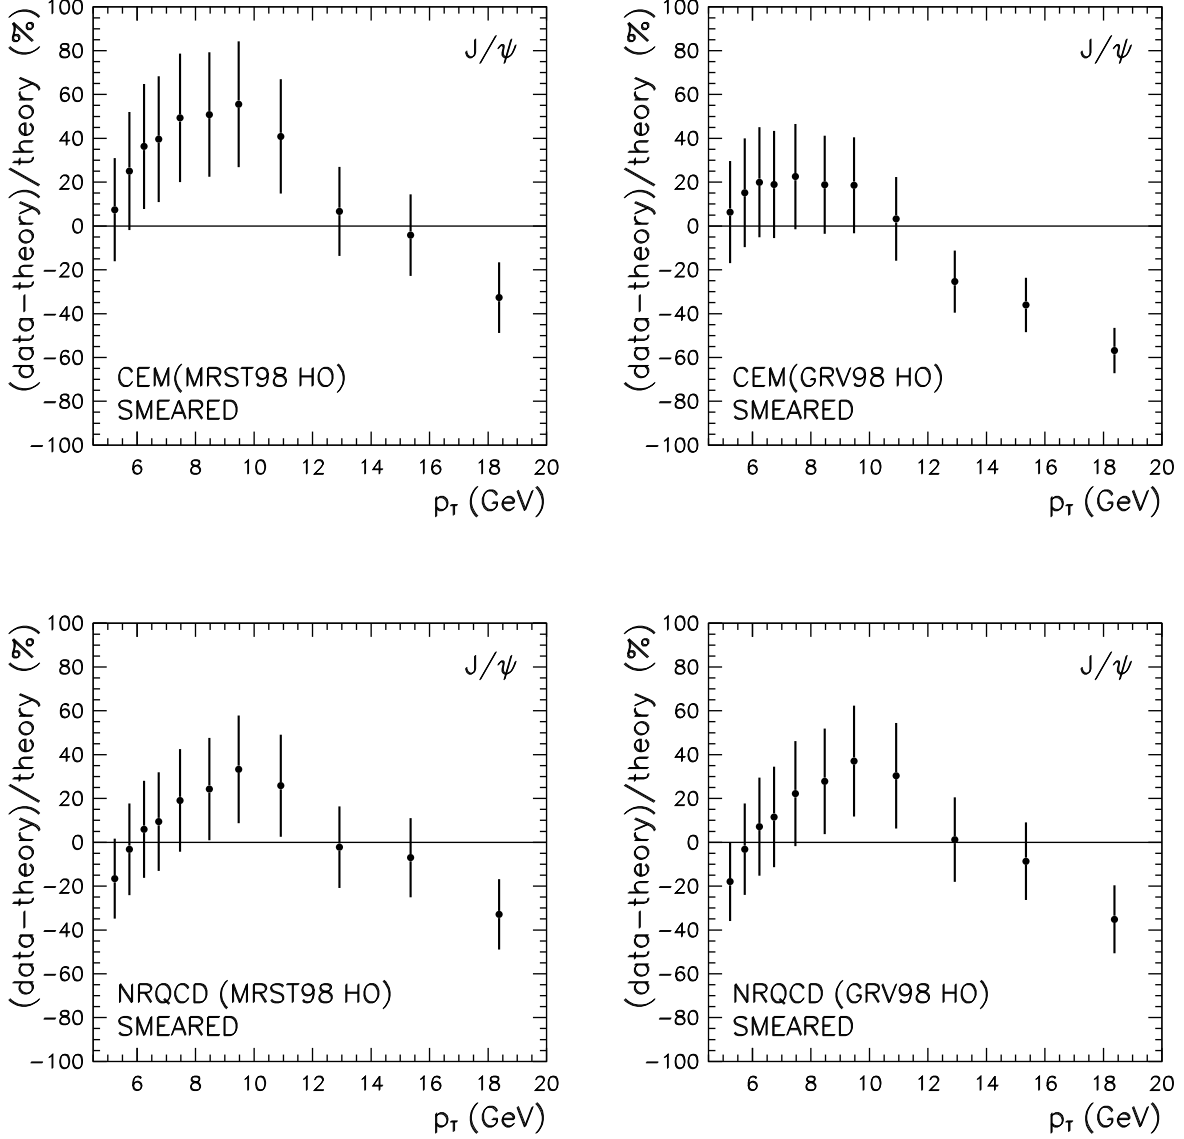 (data−theory)/theory (%)
100
80
60
40
20
0
−20
−40
−60
−80
−100
J/ψ
CEM(MRST98 HO)
SMEARED
6 8 10 12 14 16 18 20
p_T (GeV)
(data−theory)/theory (%)
100
80
60
40
20
0
−20
−40
−60
−80
−100
J/ψ
CEM(GRV98 HO)
SMEARED
6 8 10 12 14 16 18 20
p_T (GeV)
(data−theory)/theory (%)
100
80
60
40
20
0
−20
−40
−60
−80
−100
J/ψ
NRQCD (MRST98 HO)
SMEARED
6 8 10 12 14 16 18 20
p_T (GeV)
(data−theory)/theory (%)
100
80
60
40
20
0
−20
−40
−60
−80
−100
J/ψ
NRQCD (GRV98 HO)
SMEARED
6 8 10 12 14 16 18 20
p_T (GeV)